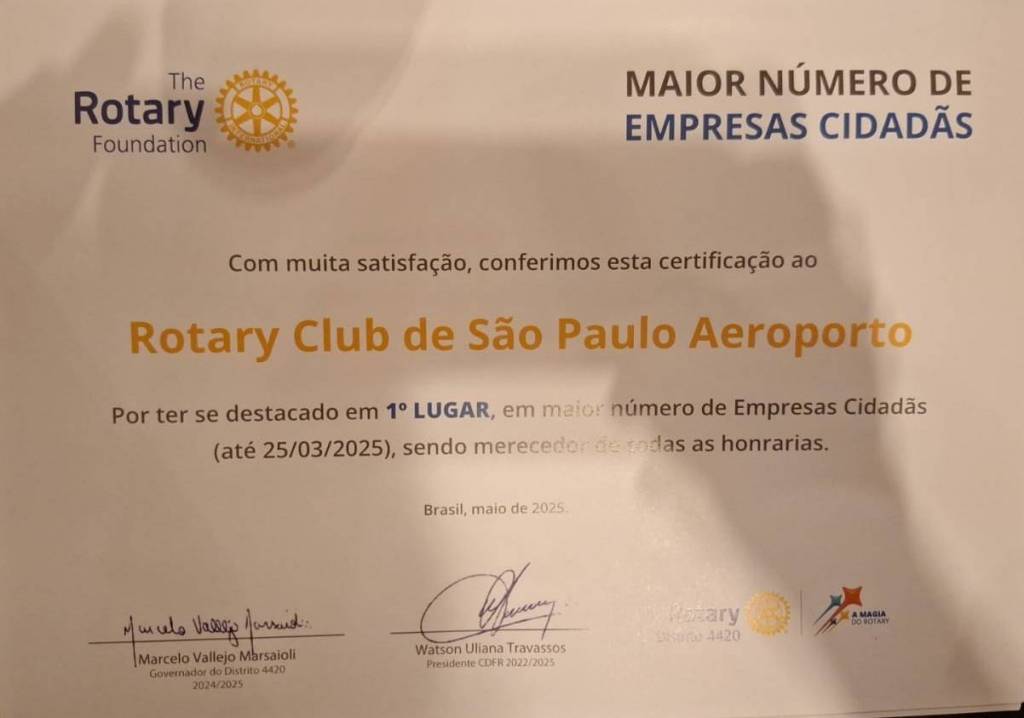 The
Rotary
Foundation
MAIOR NÚMERO DE
EMPRESAS CIDADÃS
Com muita satisfação, conferimos esta certificação ao
Rotary Club de São Paulo Aeroporto
Por ter se destacado em 1º LUGAR, em maior número de Empresas Cidadãs
(até 25/03/2025), sendo merecedor de todas as honrarias.
Brasil, maio de 2025.
Marcelo Vallejo Marsaioli
Marcelo Vallejo Marsaioli
Governador do Distrito 4420
2024/2025
Watson Uliana Travassos
Presidente CDFR 2022/2025
Rotary
Distrito 4420
A MAGIA
DO ROTARY